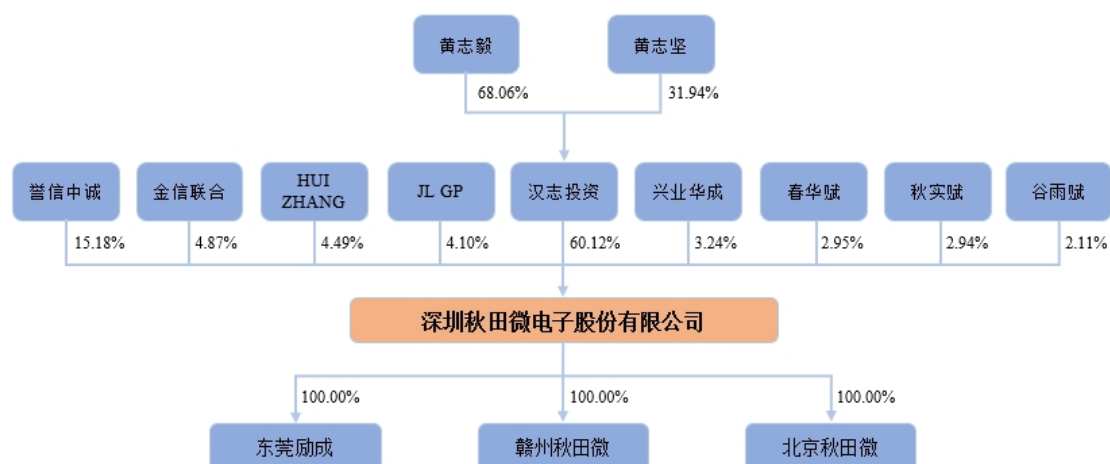 黄志毅
黄志坚
68.06%
31.94%
誉信中诚
金信联合
HUI
ZHANG
JL GP
汉志投资
兴业华成
春华赋
秋实赋
谷雨赋
15.18%
4.87%
4.49%
4.10%
60.12%
3.24%
2.95%
2.94%
2.11%
深圳秋田微电子股份有限公司
100.00%
100.00%
100.00%
东莞励成
赣州秋田微
北京秋田微